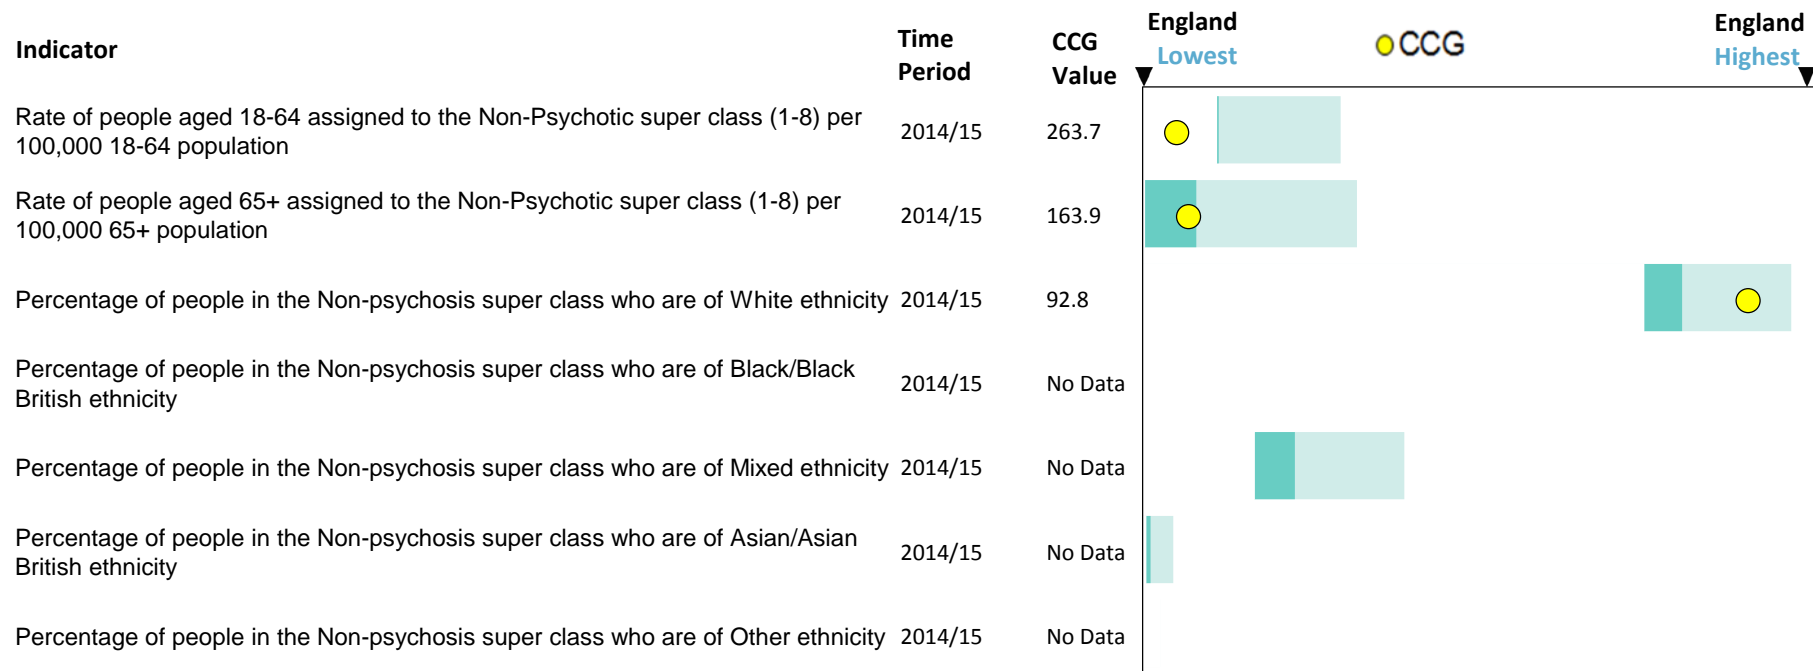 Indicator
Time Period
CCG Value
England Lowest
CCG
England Highest
Rate of people aged 18-64 assigned to the Non-Psychotic super class (1-8) per
100,000 18-64 population
2014/15
263.7
Rate of people aged 65+ assigned to the Non-Psychotic super class (1-8) per
100,000 65+ population
2014/15
163.9
Percentage of people in the Non-psychosis super class who are of White ethnicity
2014/15
92.8
Percentage of people in the Non-psychosis super class who are of Black/Black
British ethnicity
2014/15
No Data
Percentage of people in the Non-psychosis super class who are of Mixed ethnicity
2014/15
No Data
Percentage of people in the Non-psychosis super class who are of Asian/Asian
British ethnicity
2014/15
No Data
Percentage of people in the Non-psychosis super class who are of Other ethnicity
2014/15
No Data